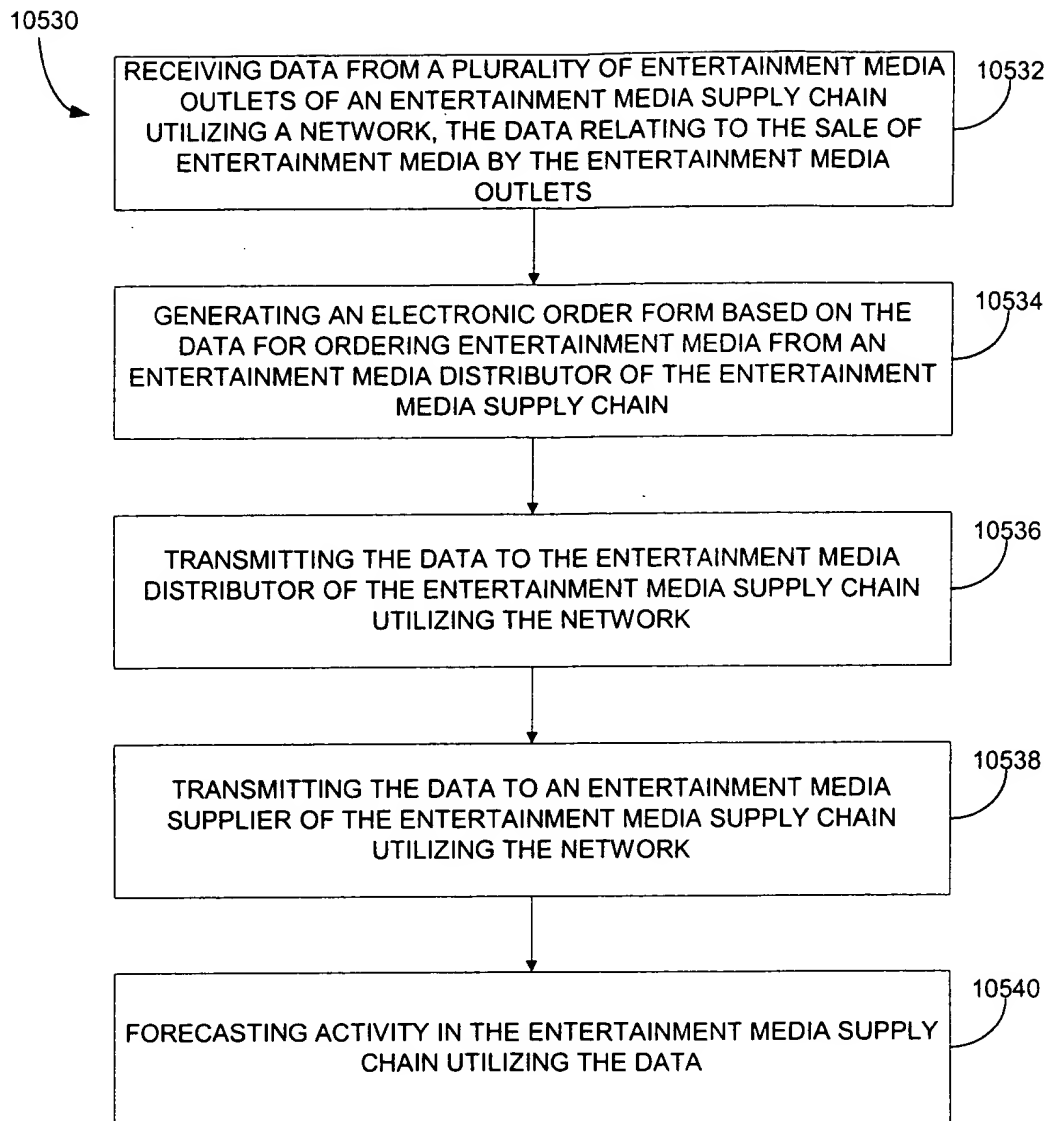 10530
RECEIVING DATA FROM A PLURALITY OF ENTERTAINMENT MEDIA
OUTLETS OF AN ENTERTAINMENT MEDIA SUPPLY CHAIN
UTILIZING A NETWORK, THE DATA RELATING TO THE SALE OF
ENTERTAINMENT MEDIA BY THE ENTERTAINMENT MEDIA
OUTLETS
10532
GENERATING AN ELECTRONIC ORDER FORM BASED ON THE
DATA FOR ORDERING ENTERTAINMENT MEDIA FROM AN
ENTERTAINMENT MEDIA DISTRIBUTOR OF THE ENTERTAINMENT
MEDIA SUPPLY CHAIN
10534
TRANSMITTING THE DATA TO THE ENTERTAINMENT MEDIA
DISTRIBUTOR OF THE ENTERTAINMENT MEDIA SUPPLY CHAIN
UTILIZING THE NETWORK
10536
TRANSMITTING THE DATA TO AN ENTERTAINMENT MEDIA
SUPPLIER OF THE ENTERTAINMENT MEDIA SUPPLY CHAIN
UTILIZING THE NETWORK
10538
FORECASTING ACTIVITY IN THE ENTERTAINMENT MEDIA SUPPLY
CHAIN UTILIZING THE DATA
10540